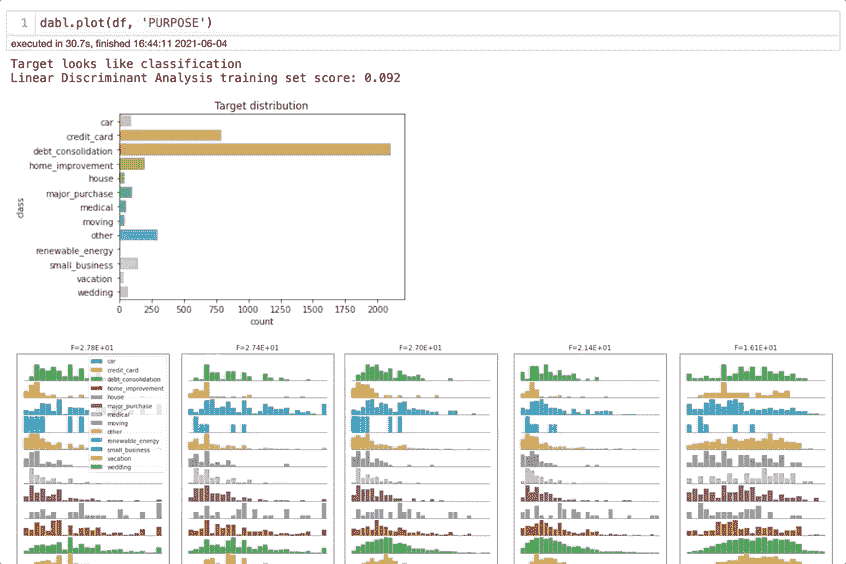 1 dabl.plot(df, 'PURPOSE')
executed in 30.7s, finished 16:44:11 2021-06-04
Target looks like classification
Linear Discriminant Analysis training set score: 0.092
Target distribution
car
credit_card
debt_consolidation
home_improvement
house
major_purchase
medical
moving
other
renewable_energy
small_business
vacation
wedding
class
0 250 500 750 1000 1250 1500 1750 2000
count
F=2.78E+01 F=2.74E+01 F=2.70E+01 F=2.14E+01 F=1.61E+01
car
credit_card
debt_consolidation
home_improvement
house
major_purchase
medical
moving
other
renewable_energy
small_business
vacation
wedding